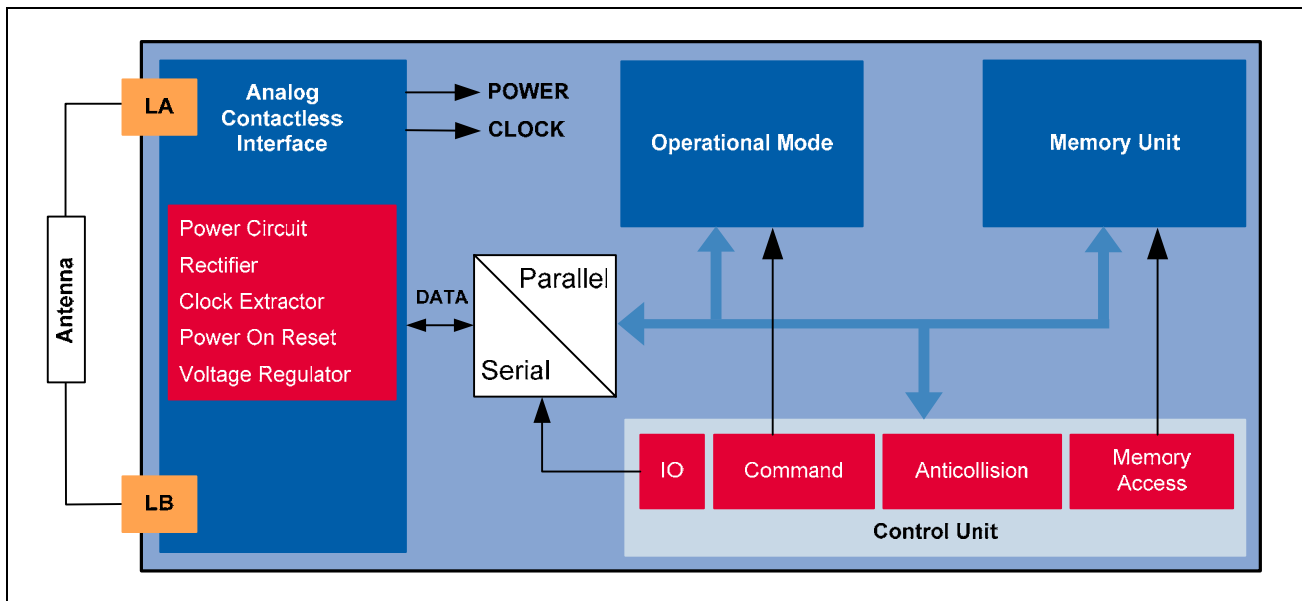 LA
Analog
Contactless
Interface
POWER
CLOCK
Operational Mode
Memory Unit
Power Circuit
Rectifier
Clock Extractor
Power On Reset
Voltage Regulator
Antenna
DATA
Parallel
Serial
LB
IO
Command
Anticollision
Memory
Access
Control Unit